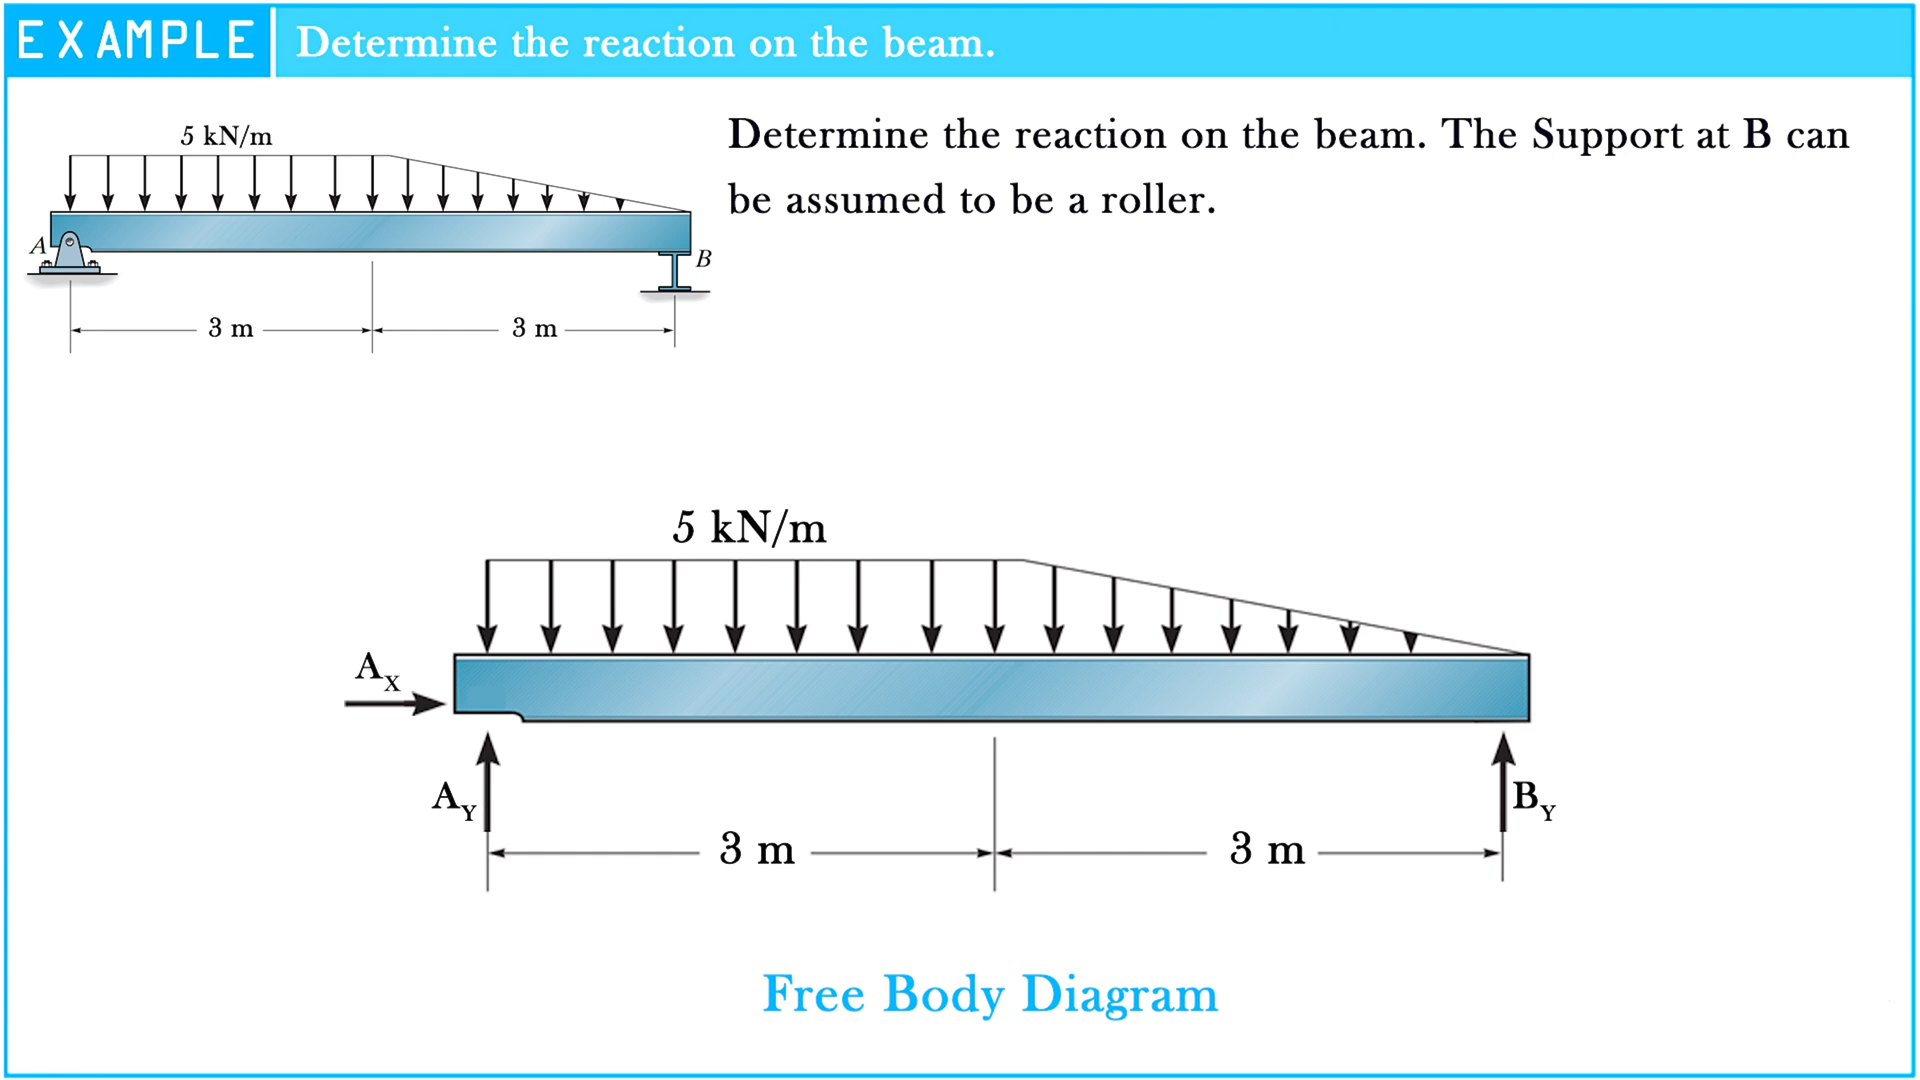 EXAMPLE
Determine the reaction on the beam.
5 kN/m
A
B
3 m
3 m
Determine the reaction on the beam. The Support at B can
be assumed to be a roller.
5 kN/m
AX
AY
BY
3 m
3 m
Free Body Diagram